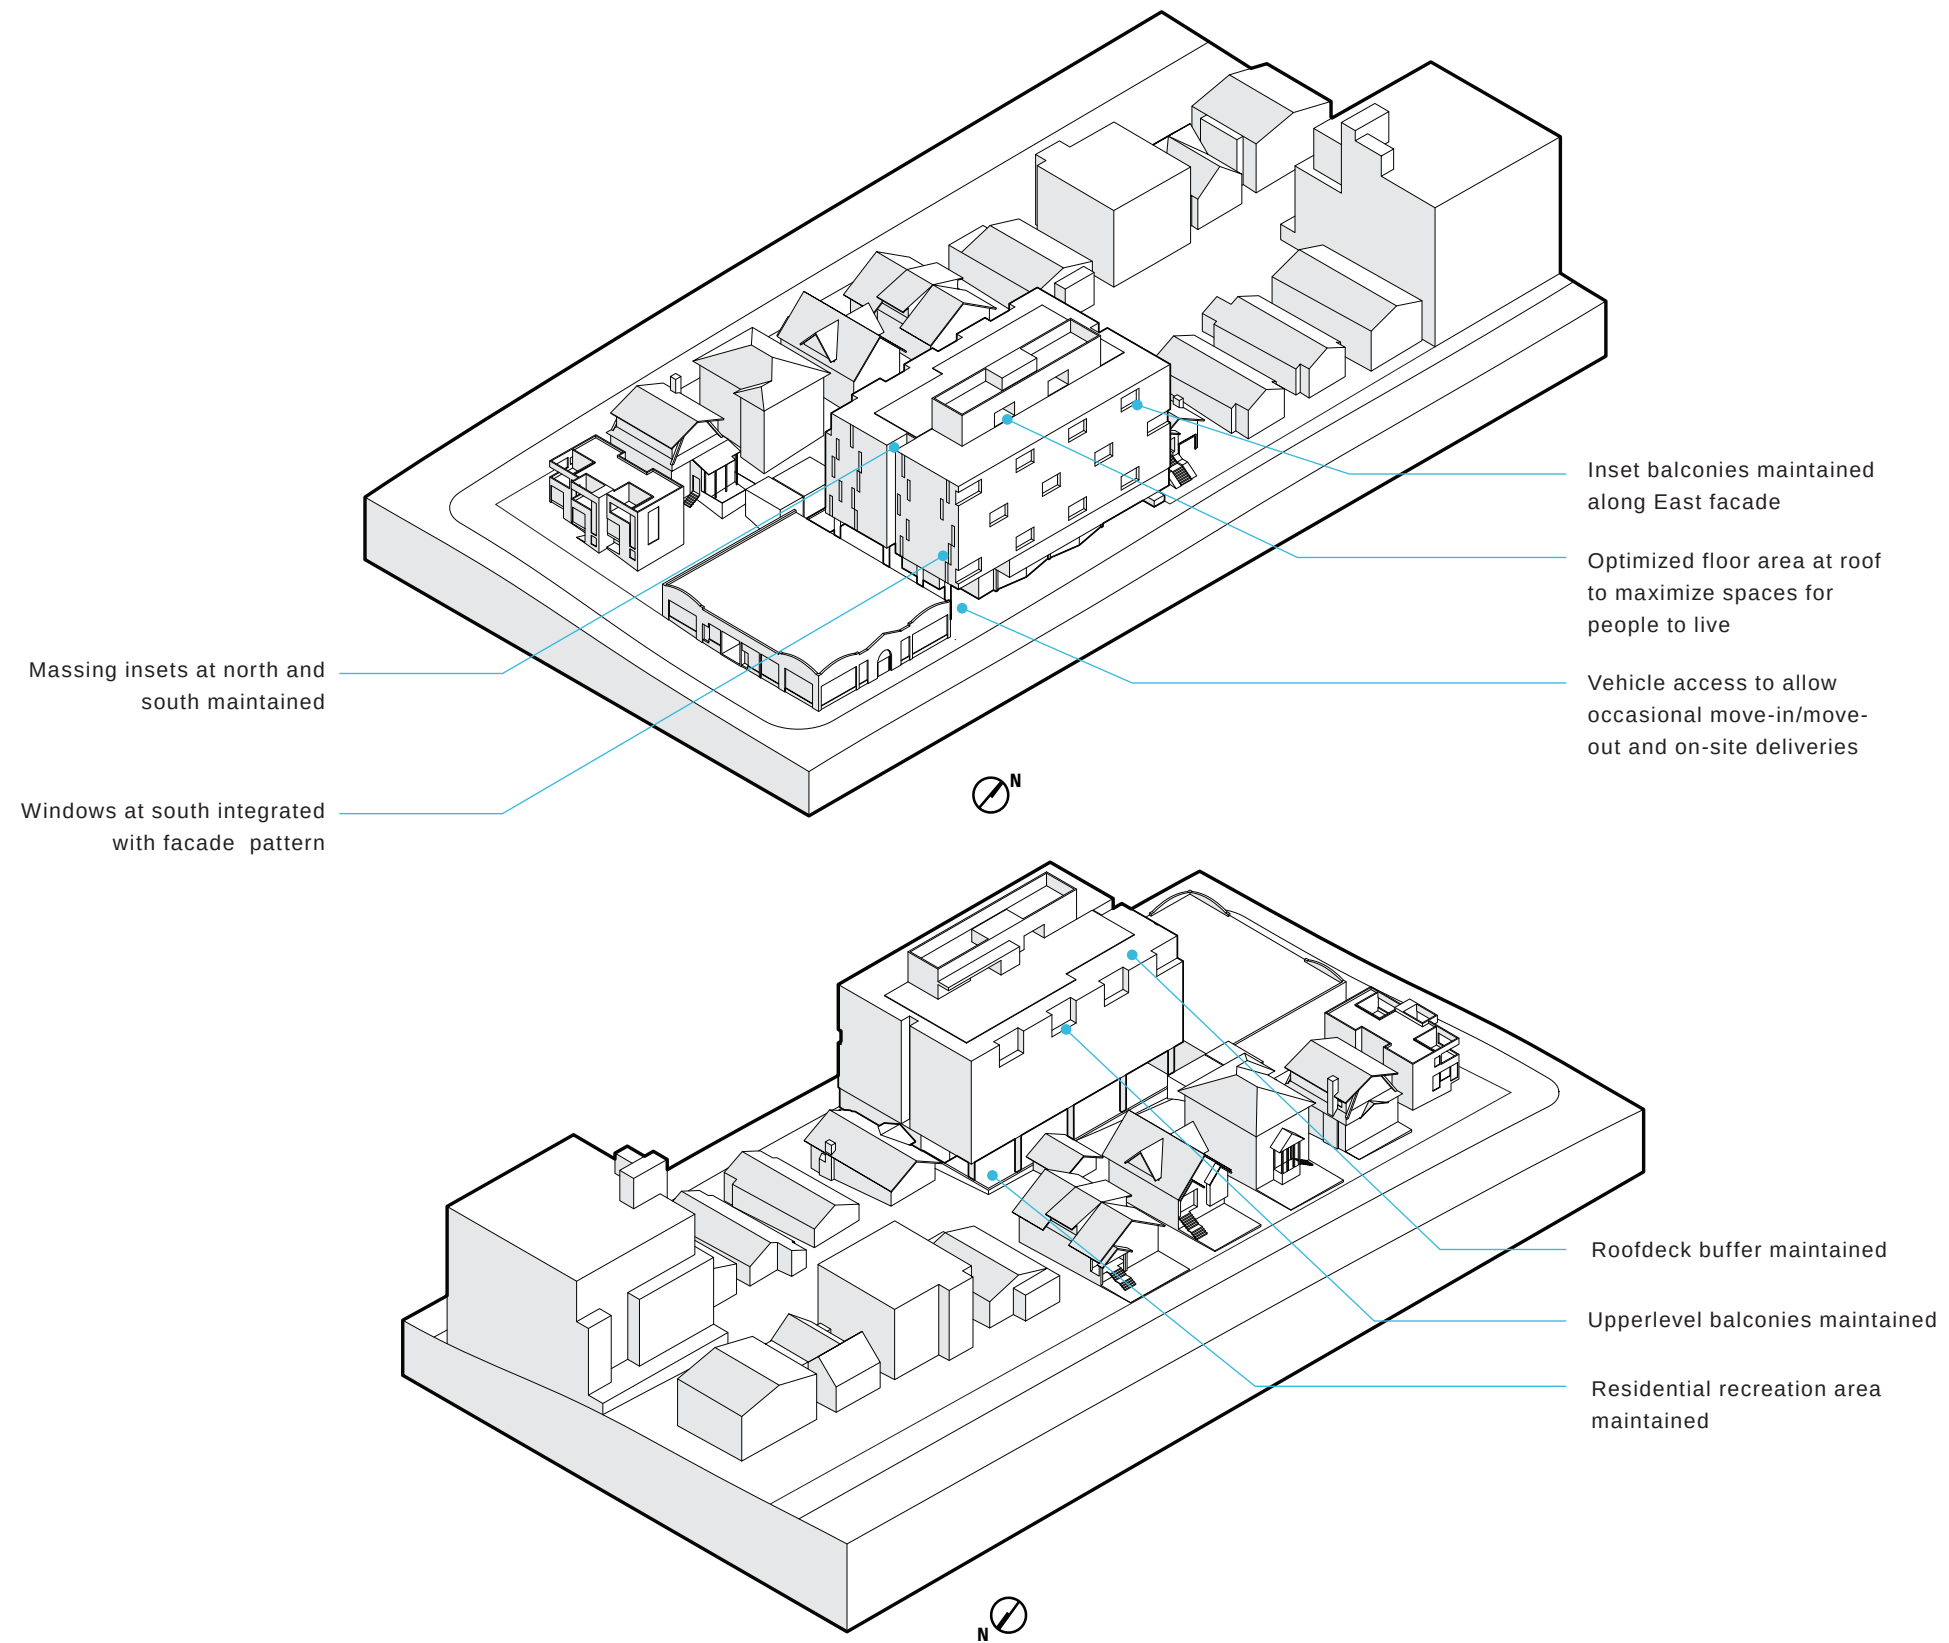 Inset balconies maintained
along East facade
Optimized floor area at roof
to maximize spaces for
people to live
Massing insets at north and
south maintained
Vehicle access to allow
occasional move-in/move-
out and on-site deliveries
N
Windows at south integrated
with facade  pattern
Roofdeck buffer maintained
Upperlevel balconies maintained
Residential recreation area
maintained
N